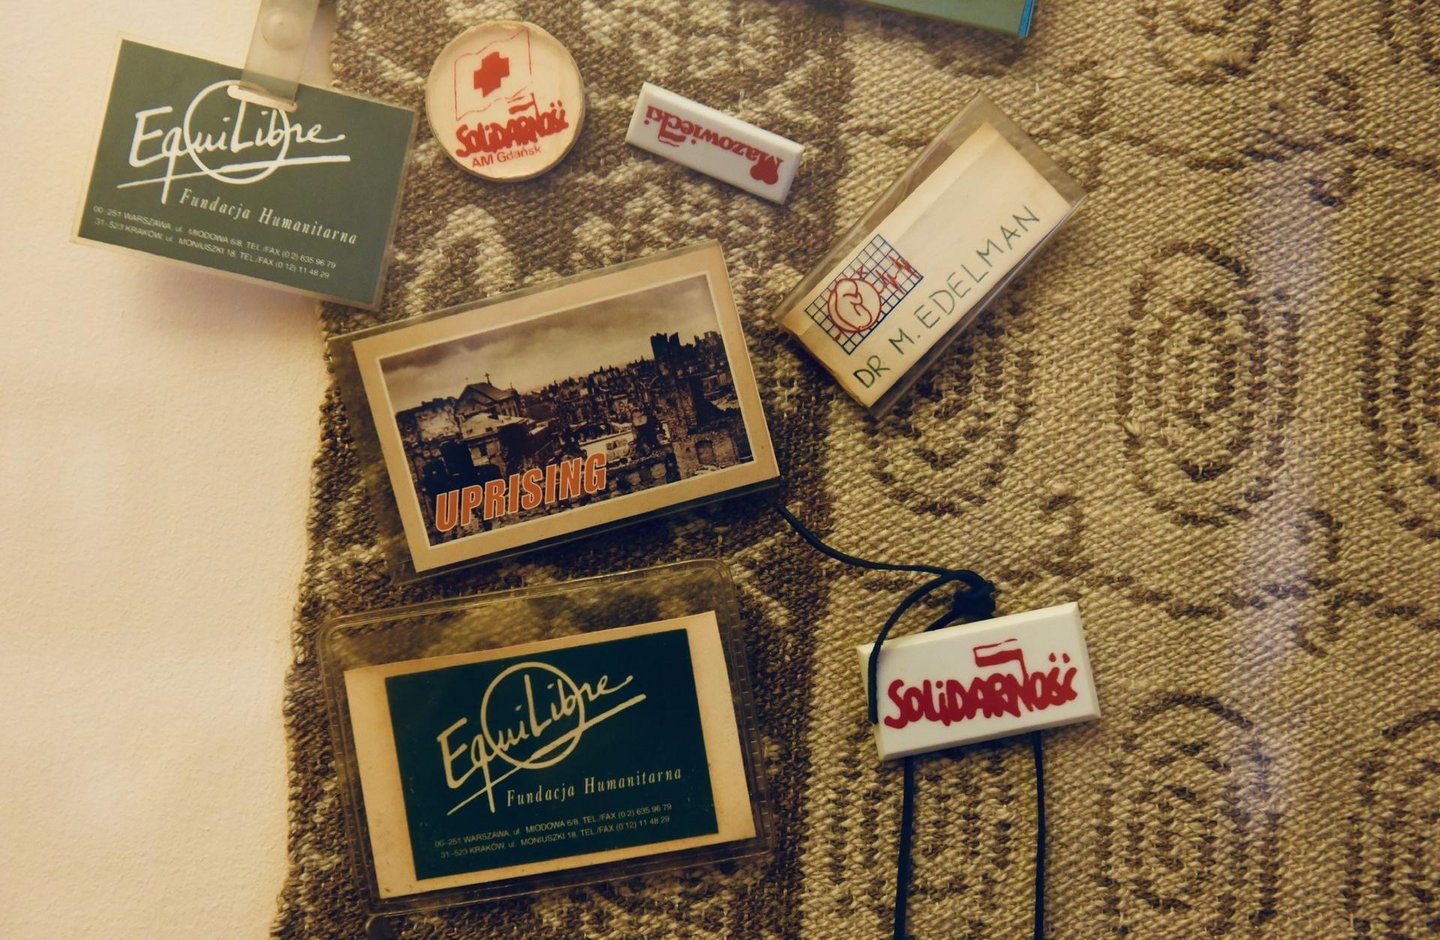 EquiLibre
Fundacja Humanitarna
00-251 WARSZAWA, ul. MIODOWA 6/8, TEL./FAX (0 2) 635 96 79
31-523 KRAKÓW, ul. MONIUSZKI 18, TEL./FAX (0 12) 11 48 29
SOLiDARNOŚĆ
AM Gdańsk
Mazowiecki
DR M. EDELMAN
UPRISING
EquiLibre
Fundacja Humanitarna
00-251 WARSZAWA, ul. MIODOWA 6/8, TEL./FAX (0 2) 635 96 79
31-523 KRAKÓW, ul. MONIUSZKI 18, TEL./FAX (0 12) 11 48 29
SOLiDARNOŚĆ